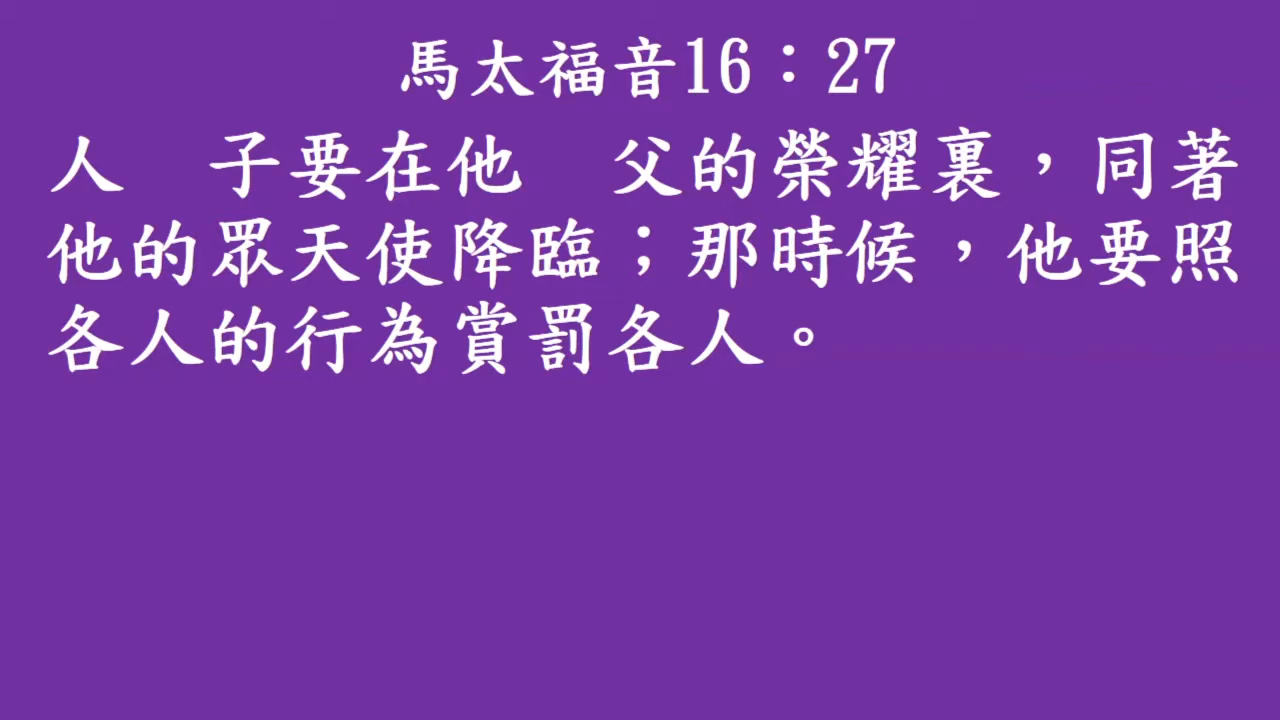 馬太福音16：27
人　子要在他　父的榮耀裏，同著
他的眾天使降臨；那時候，他要照
各人的行為賞罰各人。